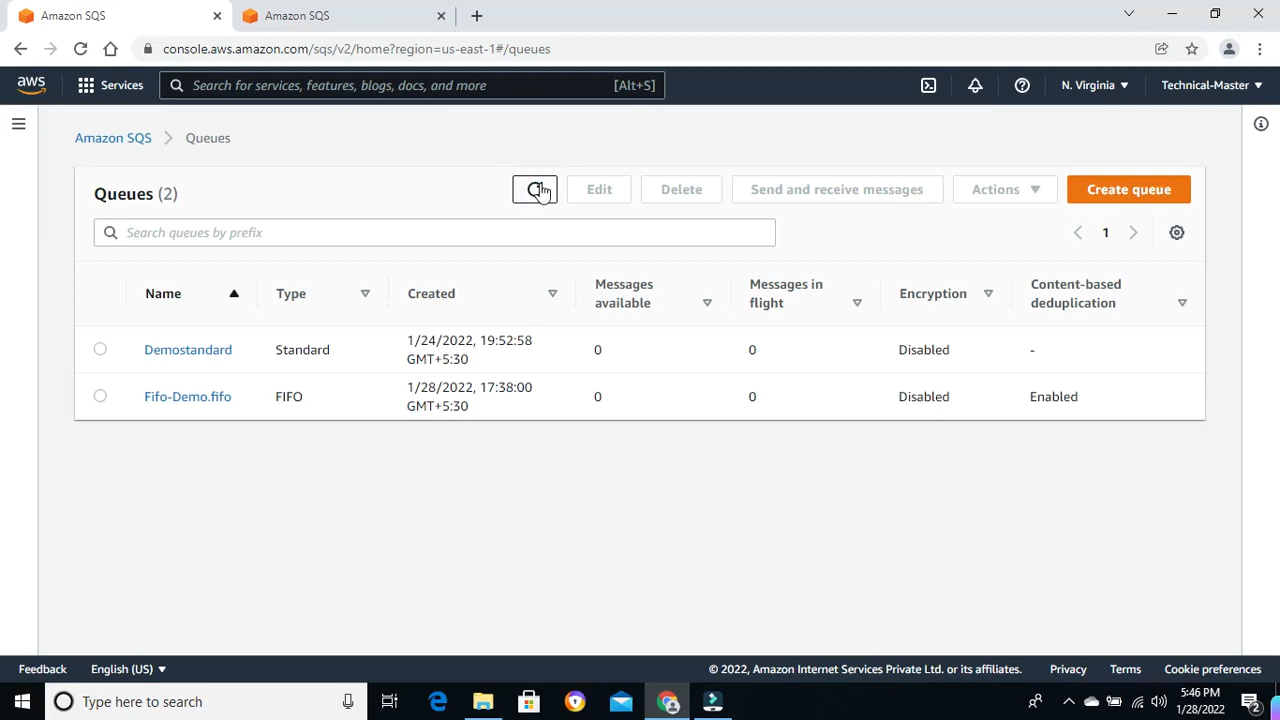 Amazon SQS
Amazon SQS
console.aws.amazon.com/sqs/v2/home?region=us-east-1#/queues
aws
Services
Search for services, features, blogs, docs, and more
[Alt+S]
N. Virginia
Technical-Master
Amazon SQS
Queues
Queues (2)
Edit
Delete
Send and receive messages
Actions
Create queue
Search queues by prefix
1
Name
Type
Created
Messages available
Messages in flight
Encryption
Content-based deduplication
Demostandard
Standard
1/24/2022, 19:52:58 GMT+5:30
0
0
Disabled
-
Fifo-Demo.fifo
FIFO
1/28/2022, 17:38:00 GMT+5:30
0
0
Disabled
Enabled
Feedback
English (US)
© 2022, Amazon Internet Services Private Ltd. or its affiliates.
Privacy
Terms
Cookie preferences
Type here to search
5:46 PM
1/28/2022
2